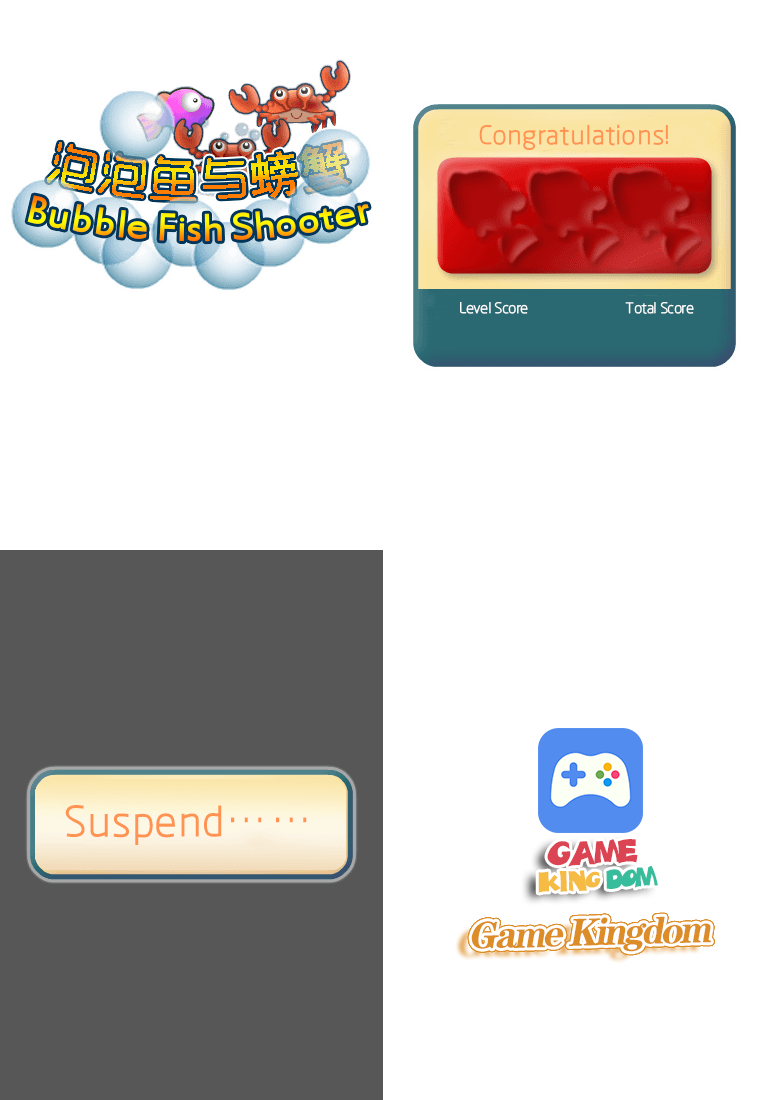 泡泡鱼与螃蟹
Bubble Fish Shooter
Congratulations!
Level Score
Total Score
Suspend……
GAME
KING DOM
Game Kingdom